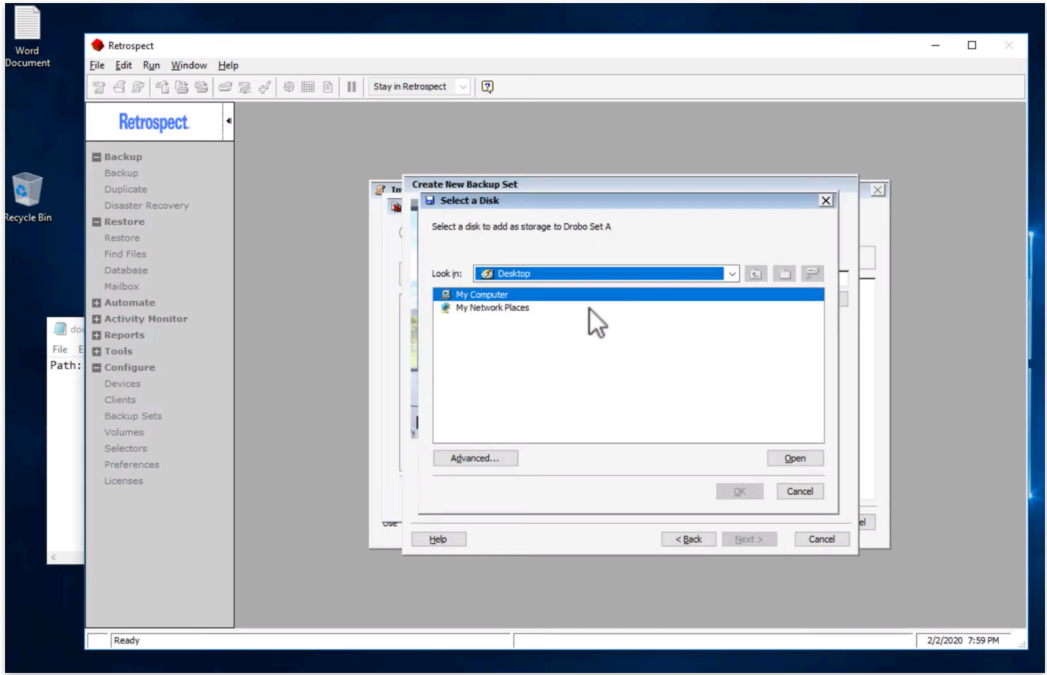 Word
Document
Recycle Bin
File
Path:
Retrospect
File Edit Run Window Help
Stay in Retrospect
Retrospect
Backup
Backup
Duplicate
Disaster Recovery
Restore
Restore
Find Files
Database
Mailbox
Automate
Activity Monitor
Reports
Tools
Configure
Devices
Clients
Backup Sets
Volumes
Selectors
Preferences
Licenses
Create New Backup Set
Select a Disk
Select a disk to add as storage to Drobo Set A
Look in: Desktop
My Computer
My Network Places
Advanced... Open
OK Cancel
Use
Help < Back Next > Cancel
Ready 2/2/2020 7:59 PM